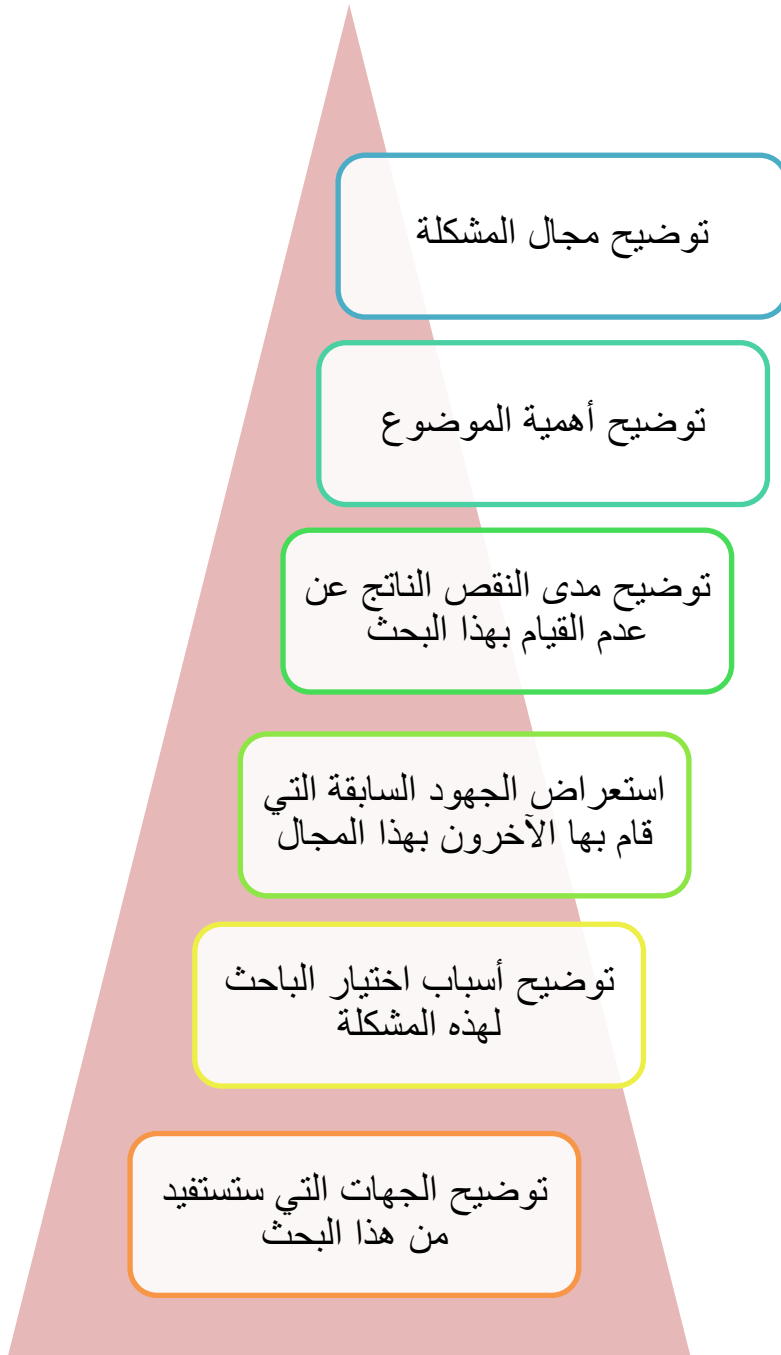 توضيح مجال المشكلة
توضيح أهمية الموضوع
توضيح مدى النقص الناتج عن
عدم القيام بهذا البحث
استعراض الجهود السابقة التي
قام بها الآخرون بهذا المجال
توضيح أسباب اختيار الباحث
لهذه المشكلة
توضيح الجهات التي ستستفيد
من هذا البحث